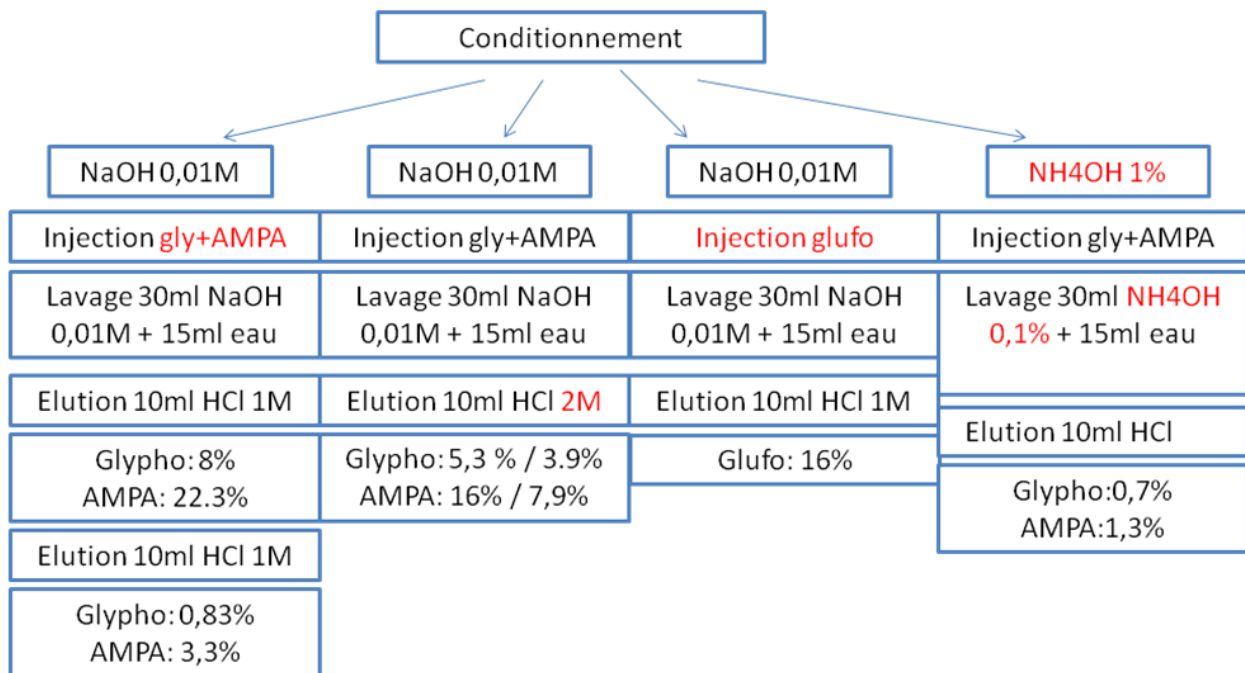 Conditionnement
NaOH 0,01M
Injection gly+AMPA
Lavage 30ml NaOH
0,01M + 15ml eau
Elution 10ml HCl 1M
Glypho: 8%
AMPA: 22.3%
Elution 10ml HCl 1M
Glypho: 0,83%
AMPA: 3,3%
NaOH 0,01M
Injection gly+AMPA
Lavage 30ml NaOH
0,01M + 15ml eau
Elution 10ml HCl 2M
Glypho: 5,3 % / 3.9%
AMPA: 16% / 7,9%
NaOH 0,01M
Injection glufo
Lavage 30ml NaOH
0,01M + 15ml eau
Elution 10ml HCl 1M
Glufo: 16%
NH4OH 1%
Injection gly+AMPA
Lavage 30ml NH4OH
0,1% + 15ml eau
Elution 10ml HCl
Glypho:0,7%
AMPA:1,3%